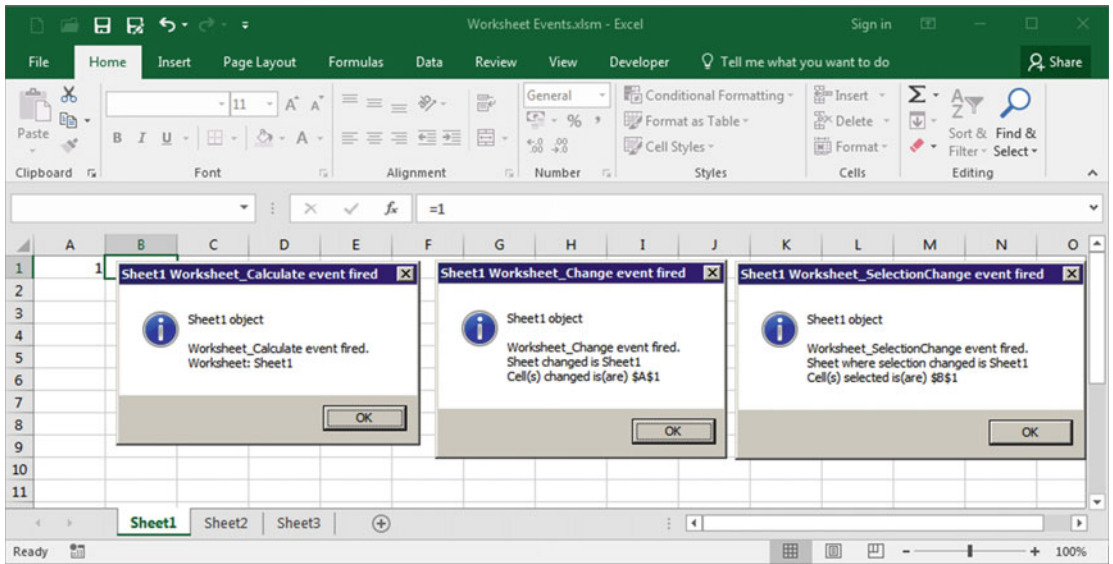 Worksheet Events.xlsm - Excel
Sign in
File Home Insert Page Layout Formulas Data Review View Developer Tell me what you want to do Share
Paste
Clipboard
11 A A
B I U A
Font
Alignment
General
% ,
Number
Conditional Formatting
Format as Table
Cell Styles
Styles
Insert
Delete
Format
Cells
Sort & Filter
Find & Select
Editing
fx =1
A B C D E F G H I J K L M N O
1 1
2
3
4
5
6
7
8
9
10
11
Sheet1 Worksheet_Calculate event fired
Sheet1 object
Worksheet_Calculate event fired.
Worksheet: Sheet1
OK
Sheet1 Worksheet_Change event fired
Sheet1 object
Worksheet_Change event fired.
Sheet changed is Sheet1
Cell(s) changed is(are) $A$1
OK
Sheet1 Worksheet_SelectionChange event fired
Sheet1 object
Worksheet_SelectionChange event fired.
Sheet where selection changed is Sheet1
Cell(s) selected is(are) $B$1
OK
Sheet1 Sheet2 Sheet3
Ready
100%